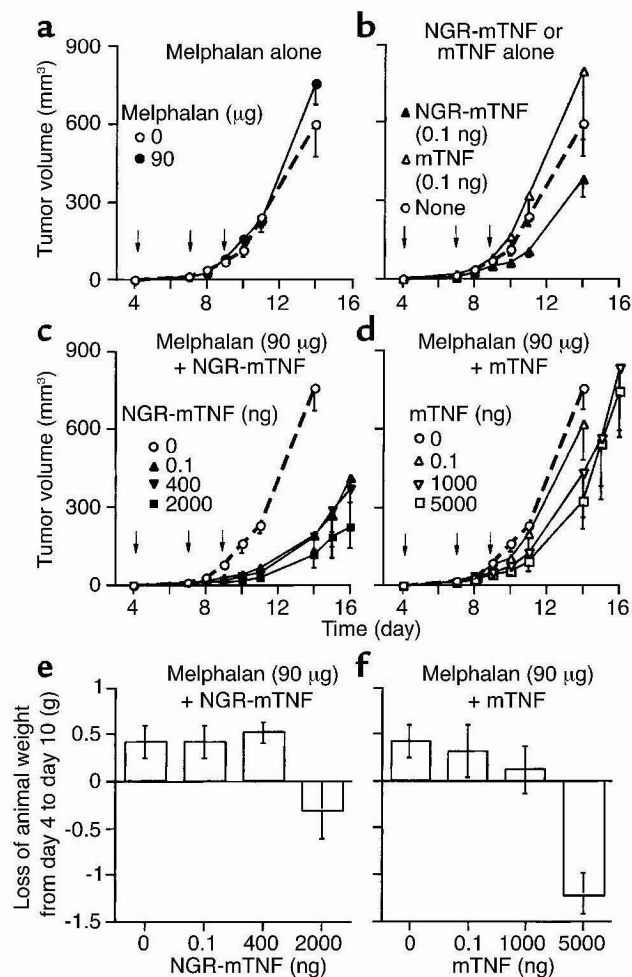 a
Melphalan alone
Tumor volume (mm³)
900
600
300
0
Melphalan (μg)
0
90
4
8
12
16
b
NGR-mTNF or
mTNF alone
NGR-mTNF
(0.1 ng)
mTNF
(0.1 ng)
None
4
8
12
16
c
Melphalan (90 μg)
+ NGR-mTNF
Tumor volume (mm³)
900
600
300
0
NGR-mTNF (ng)
0
0.1
400
2000
4
8
12
16
d
Melphalan (90 μg)
+ mTNF
mTNF (ng)
0
0.1
1000
5000
4
8
12
16
Time (day)
e
Melphalan (90 μg)
+ NGR-mTNF
Loss of animal weight
from day 4 to day 10 (g)
1
0.5
0
-0.5
-1
-1.5
0
0.1
400
2000
NGR-mTNF (ng)
f
Melphalan (90 μg)
+ mTNF
0
0.1
1000
5000
mTNF (ng)